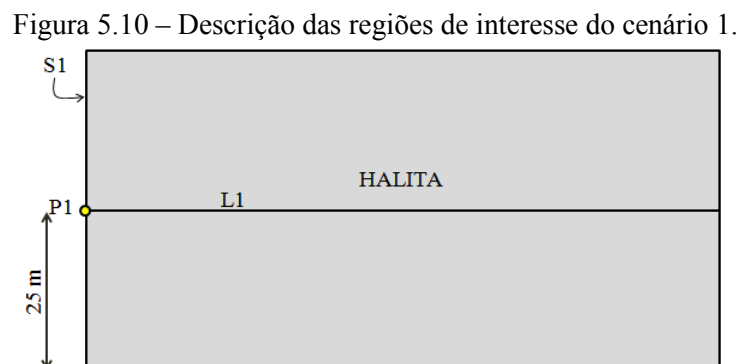 Figura 5.10 – Descrição das regiões de interesse do cenário 1.
S1
HALITA
P1
L1
25 m